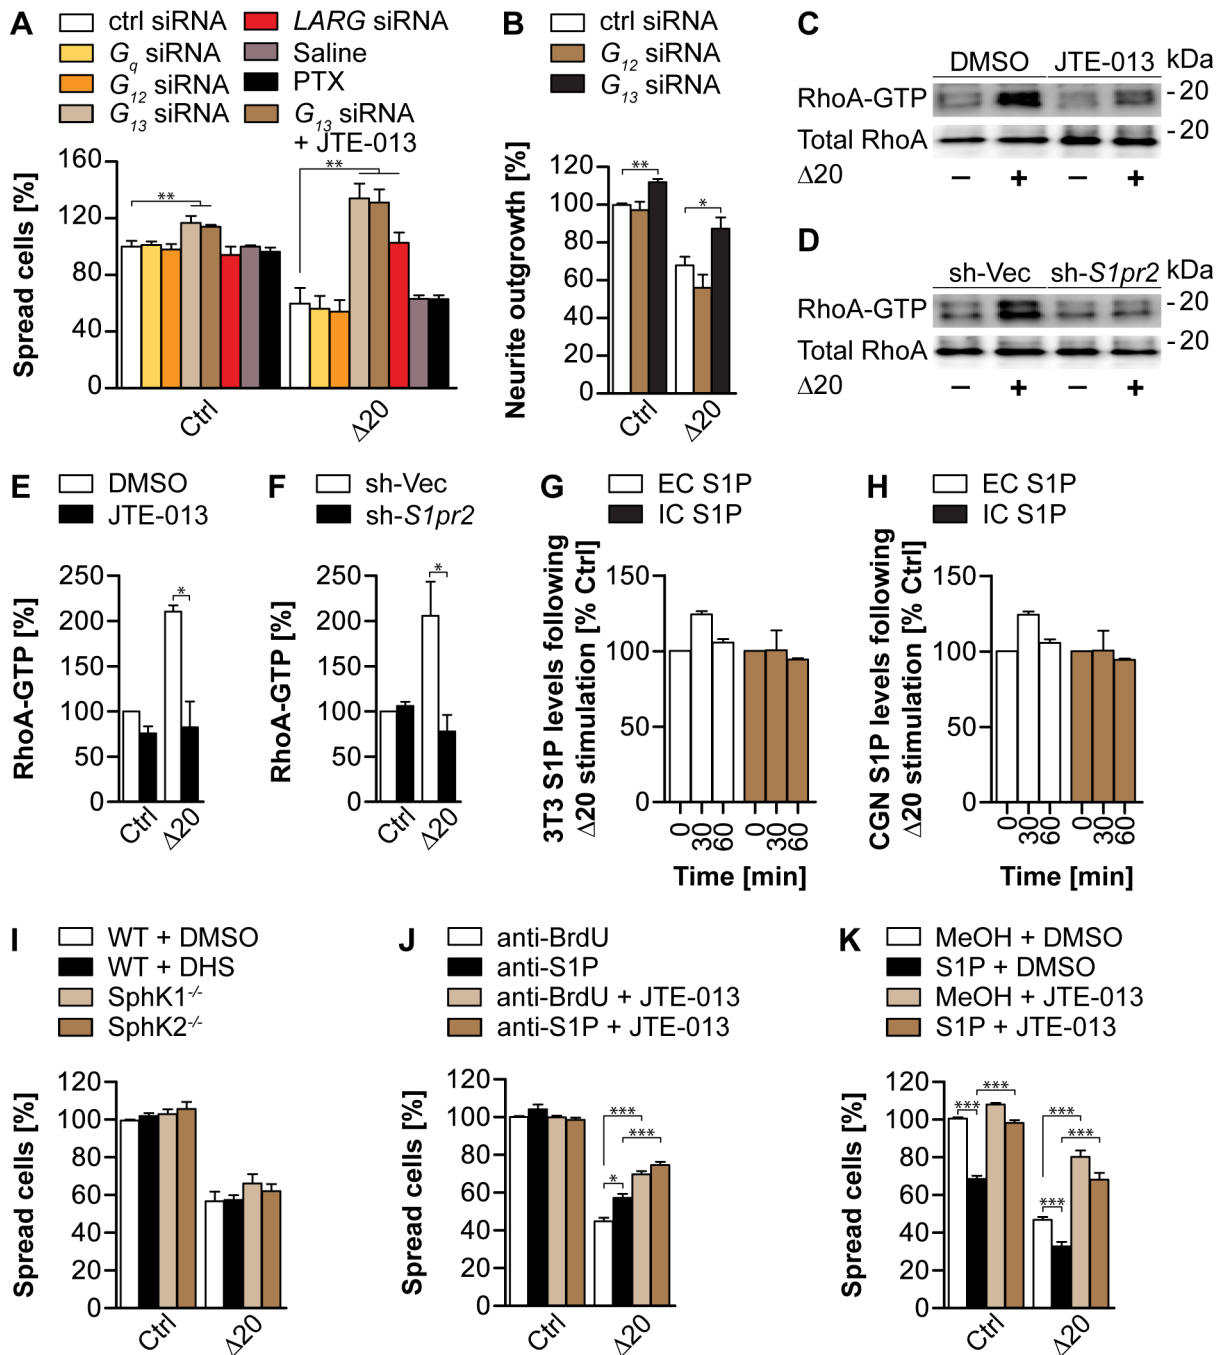 A
ctrl siRNA
Gq siRNA
G12 siRNA
G13 siRNA
LARG siRNA
Saline
PTX
G13 siRNA
+ JTE-013
Spread cells [%]
160
120
80
40
0
**
**
Ctrl
Δ20
B
ctrl siRNA
G12 siRNA
G13 siRNA
Neurite outgrowth [%]
120
100
80
60
40
20
0
**
*
Ctrl
Δ20
C
DMSO JTE-013 kDa
RhoA-GTP -20
Total RhoA -20
Δ20 – + – +
D
sh-Vec sh-S1pr2 kDa
RhoA-GTP -20
Total RhoA -20
Δ20 – + – +
E
DMSO
JTE-013
RhoA-GTP [%]
250
200
150
100
50
0
*
Ctrl
Δ20
F
sh-Vec
sh-S1pr2
RhoA-GTP [%]
250
200
150
100
50
0
*
Ctrl
Δ20
G
EC S1P
IC S1P
3T3 S1P levels following
Δ20 stimulation [% Ctrl]
150
100
50
0
0 30 60 0 30 60
Time [min]
H
EC S1P
IC S1P
CGN S1P levels following
Δ20 stimulation [% Ctrl]
150
100
50
0
0 30 60 0 30 60
Time [min]
I
WT + DMSO
WT + DHS
SphK1-/-
SphK2-/-
Spread cells [%]
120
100
80
60
40
20
0
Ctrl
Δ20
J
anti-BrdU
anti-S1P
anti-BrdU + JTE-013
anti-S1P + JTE-013
Spread cells [%]
120
100
80
60
40
20
0
***
***
*
Ctrl
Δ20
K
MeOH + DMSO
S1P + DMSO
MeOH + JTE-013
S1P + JTE-013
Spread cells [%]
120
100
80
60
40
20
0
***
***
***
***
***
Ctrl
Δ20